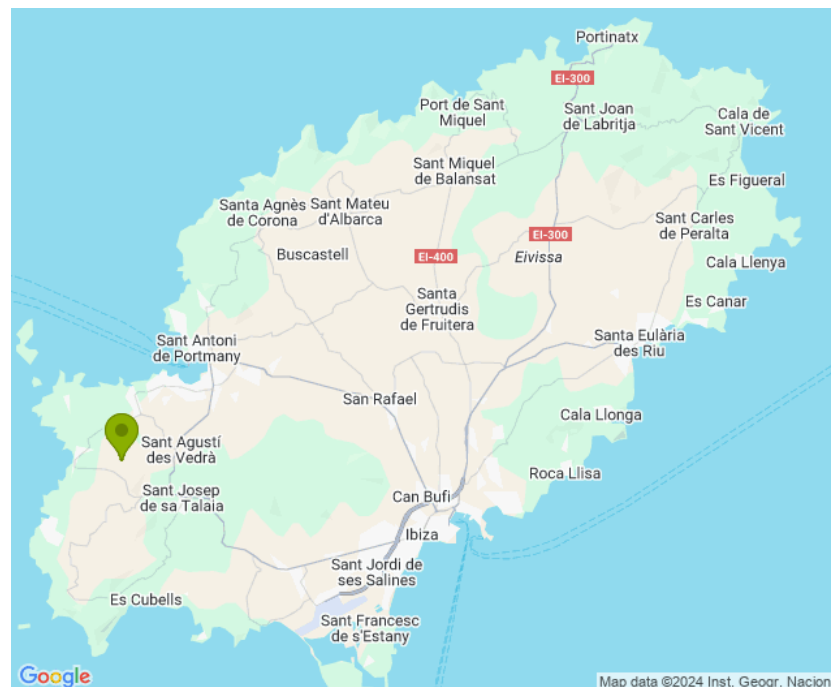 Portinatx
EI-300
Port de Sant
Miquel
Sant Joan
de Labritja
Cala de
Sant Vicent
Sant Miquel
de Balansat
Es Figueral
Santa Agnès
de Corona
Sant Mateu
d'Albarca
Sant Carles
de Peralta
EI-300
Buscastell
EI-400
Eivissa
Cala Llenya
Santa
Gertrudis
de Fruitera
Es Canar
Sant Antoni
de Portmany
Santa Eulària
des Riu
San Rafael
Cala Llonga
Sant Agustí
des Vedrà
Roca Llisa
Sant Josep
de sa Talaia
Can Bufi
Ibiza
Sant Jordi de
ses Salines
Es Cubells
Sant Francesc
de s'Estany
Google
Map data ©2024 Inst. Geogr. Nacion